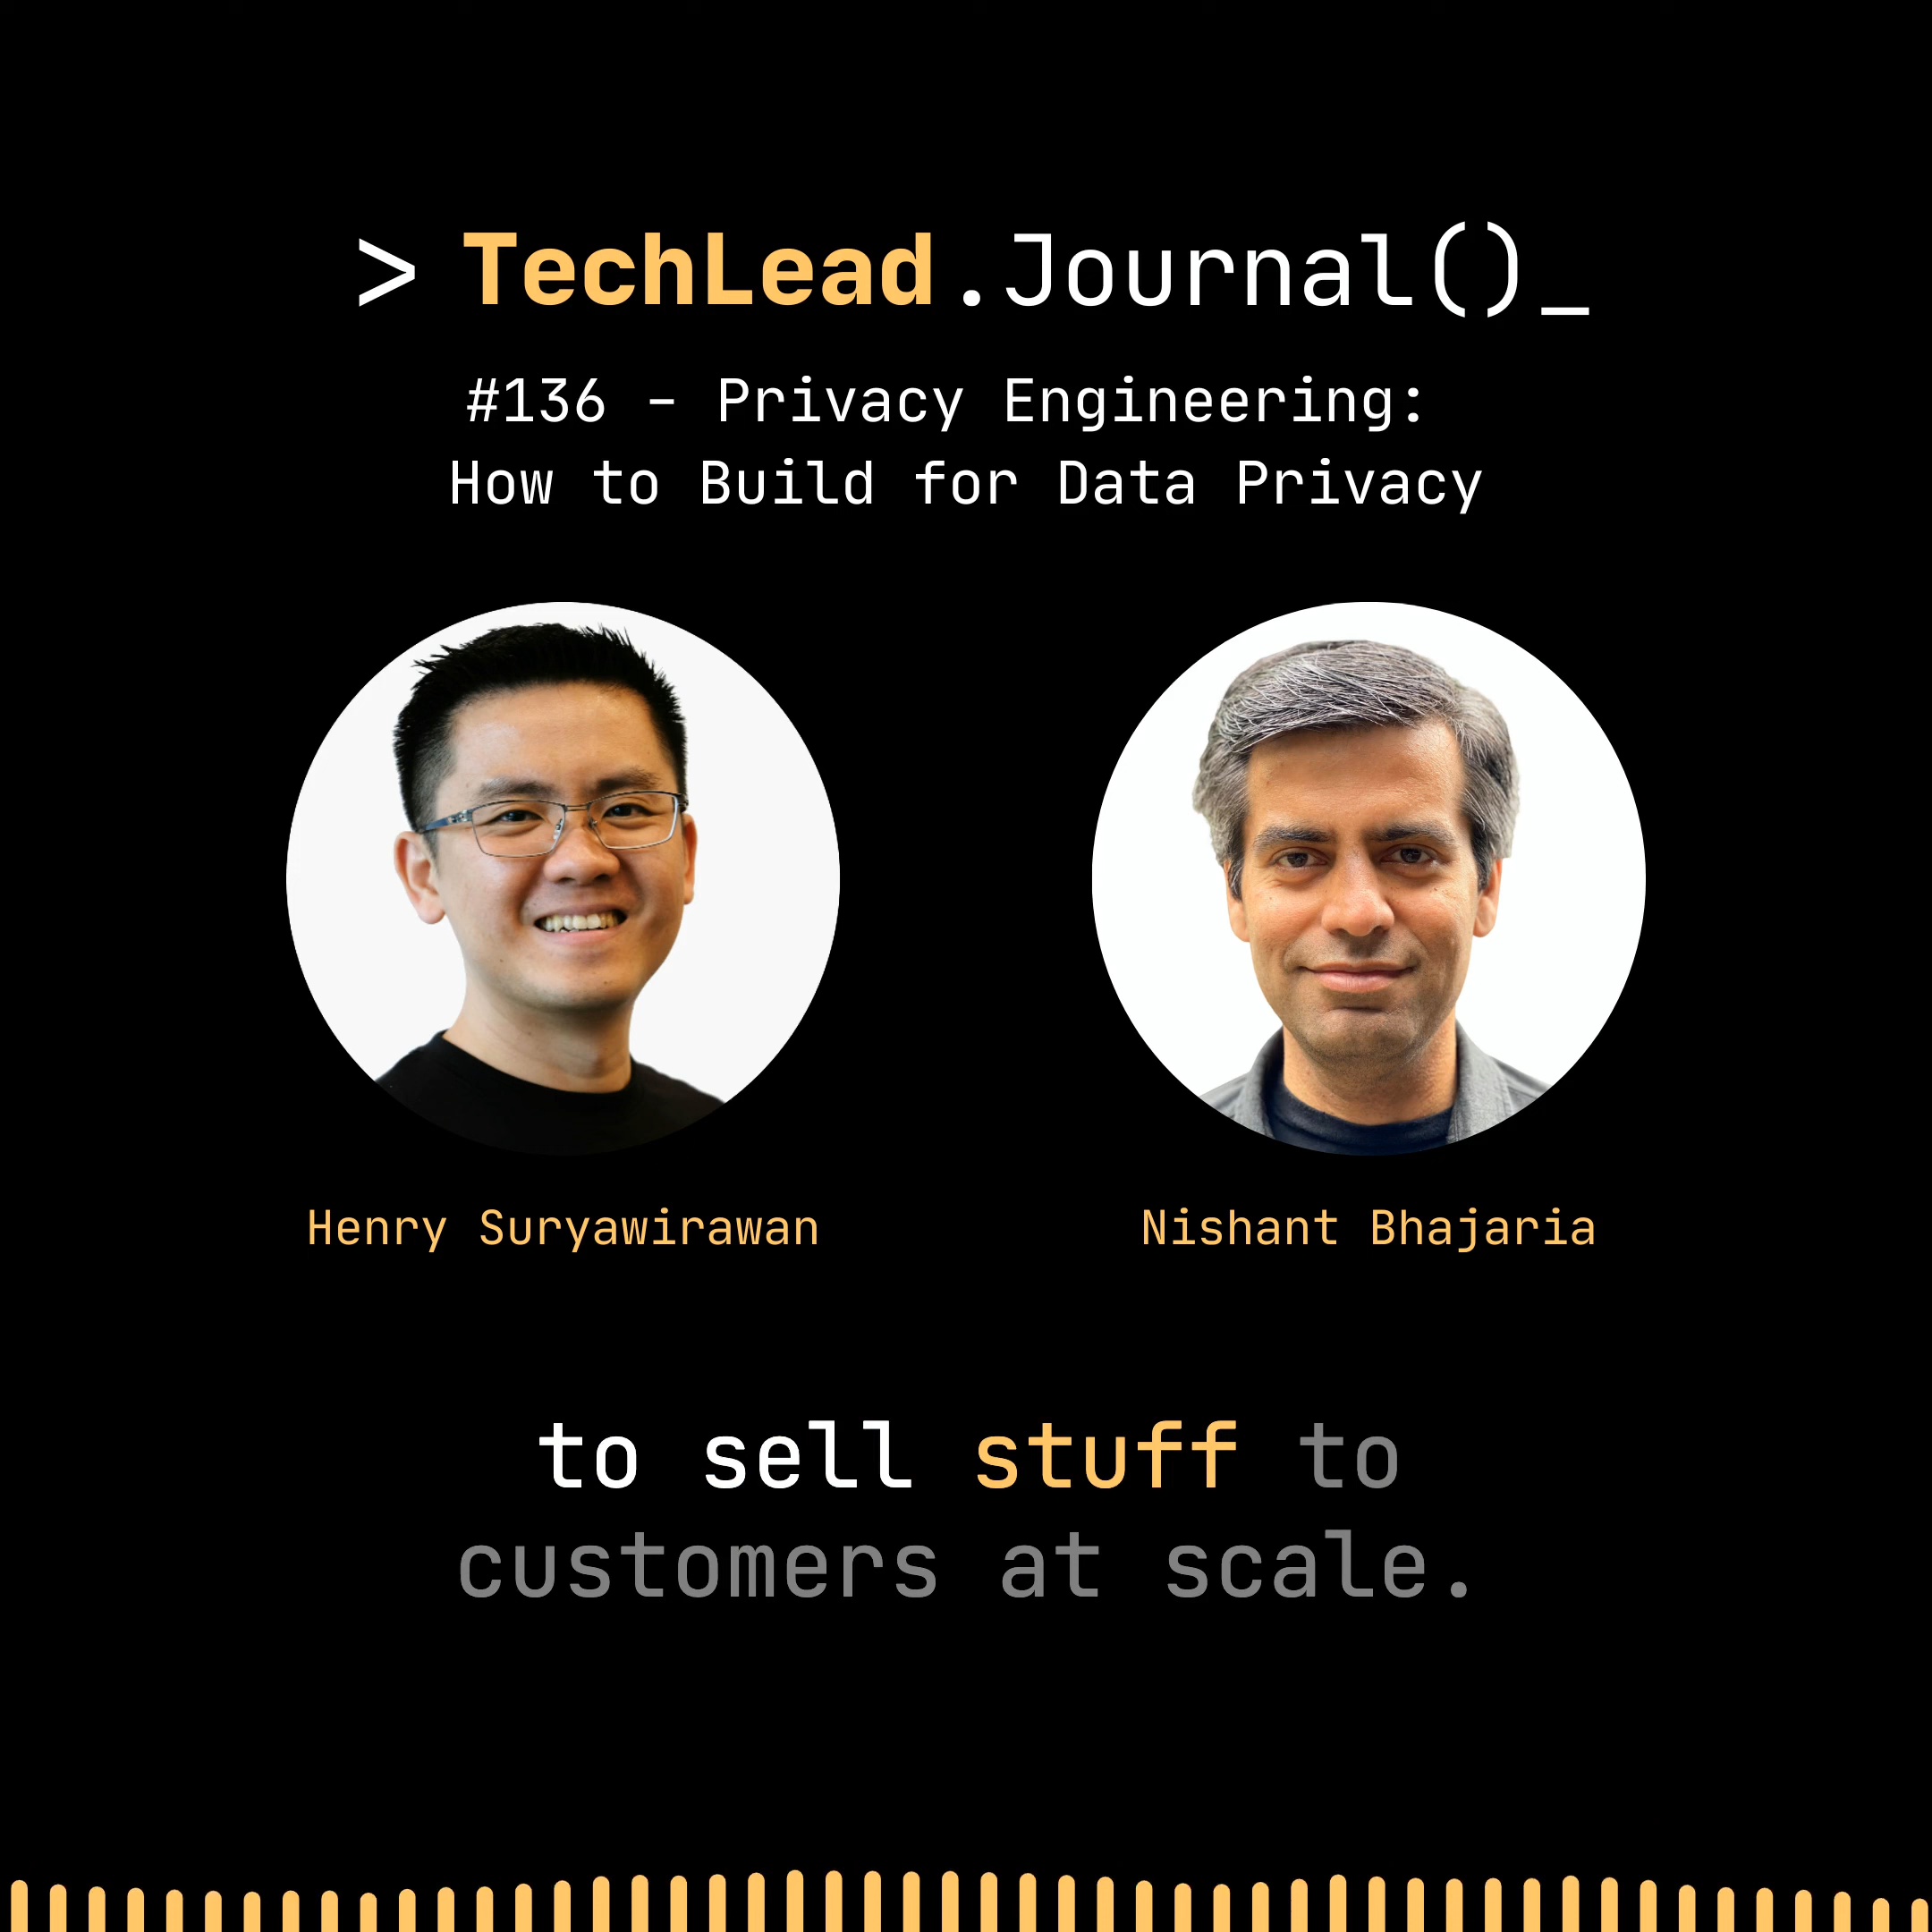 > TechLead.Journal()_
#136 – Privacy Engineering:
How to Build for Data Privacy
Henry Suryawirawan
Nishant Bhajaria
to sell stuff to
customers at scale.